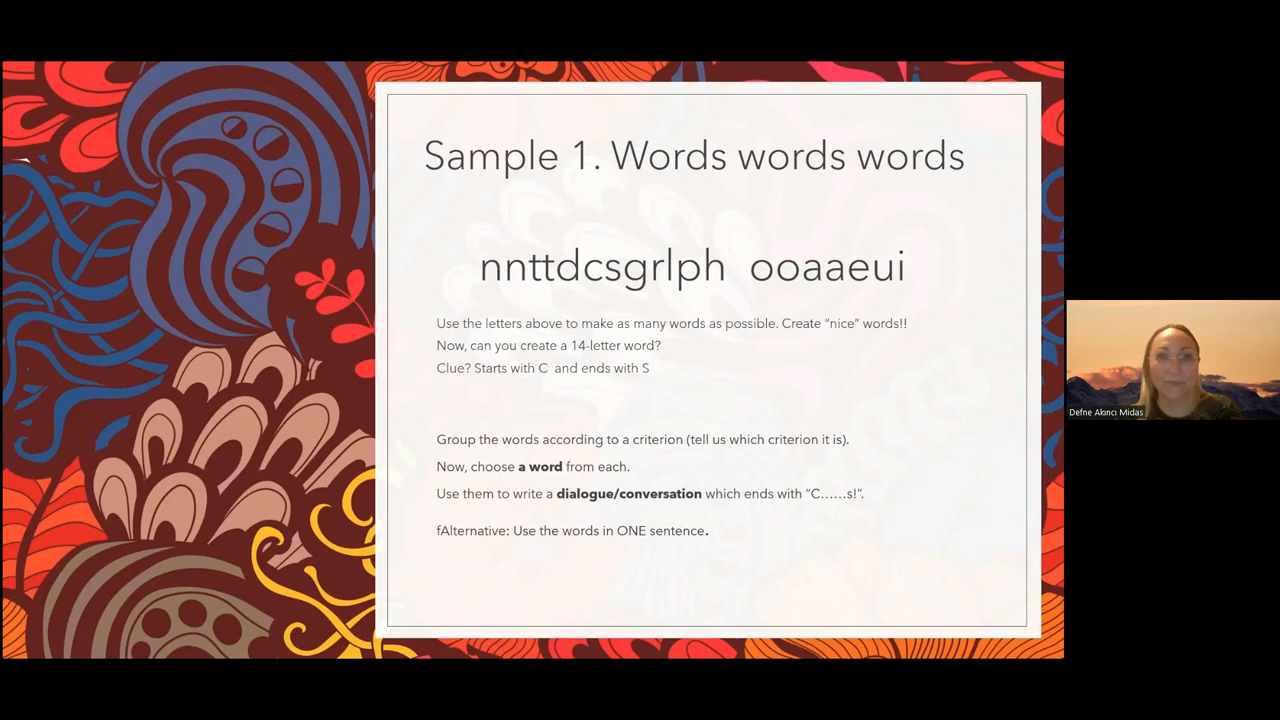 Sample 1. Words words words
nnttdcsgrlph ooaaeui
Use the letters above to make as many words as possible. Create “nice” words!!
Now, can you create a 14-letter word?
Clue? Starts with C and ends with S
Group the words according to a criterion (tell us which criterion it is).
Now, choose a word from each.
Use them to write a dialogue/conversation which ends with “C……s!”.
fAlternative: Use the words in ONE sentence.
Defne Akıncı Midas